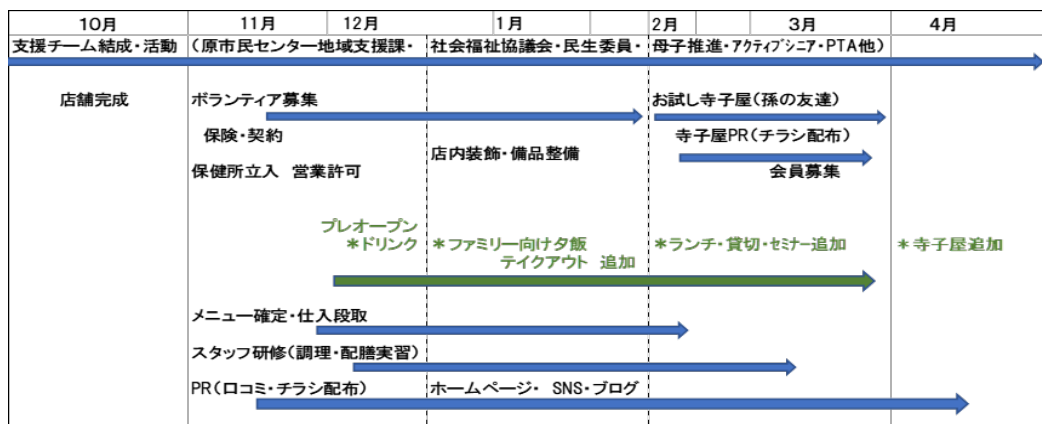 10月 11月 12月 1月 2月 3月 4月
支援チーム結成・活動 (原市民センター地域支援課・ 社会福祉協議会・民生委員・ 母子推進・アクティブシニア・PTA他)
店舗完成 ボランティア募集 お試し寺子屋(孫の友達)
保険・契約 寺子屋PR(チラシ配布)
店内装飾・備品整備
保健所立入 営業許可 会員募集
プレオープン
*ドリンク *ファミリー向け夕飯 *ランチ・貸切・セミナー追加 *寺子屋追加
テイクアウト 追加
メニュー確定・仕入段取
スタッフ研修(調理・配膳実習)
PR(口コミ・チラシ配布) ホームページ・ SNS・ブログ